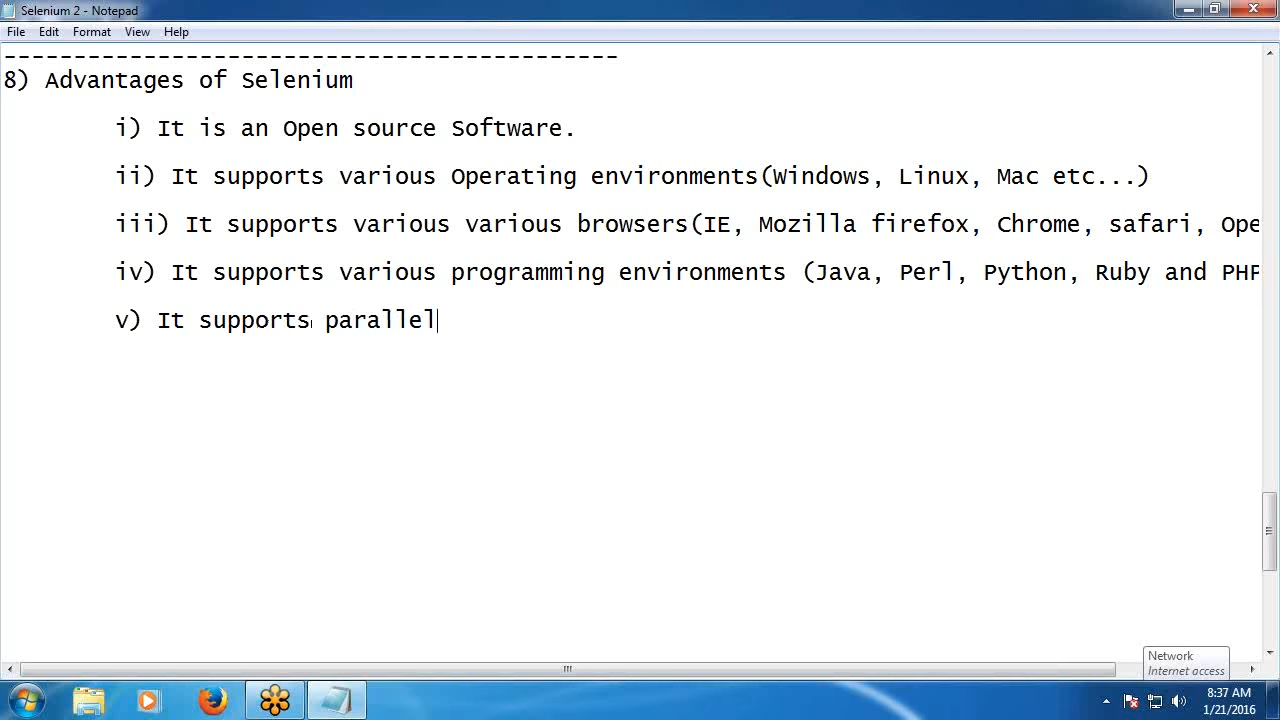 Selenium 2 - Notepad
File Edit Format View Help
--------------------------------------------
8) Advantages of Selenium
i) It is an Open source Software.
ii) It supports various Operating environments(Windows, Linux, Mac etc...)
iii) It supports various various browsers(IE, Mozilla firefox, Chrome, safari, Ope
iv) It supports various programming environments (Java, Perl, Python, Ruby and PHP
v) It supports parallel
Network
Internet access
8:37 AM
1/21/2016